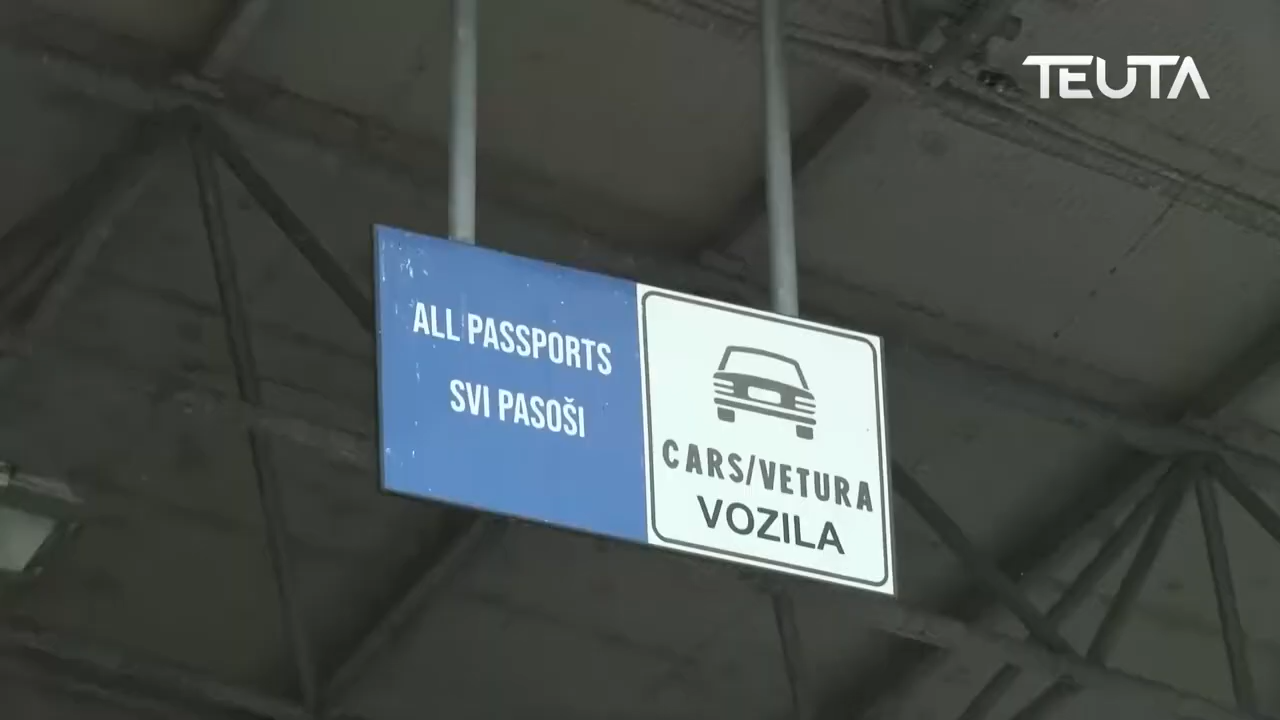 TEUTA
ALL PASSPORTS
SVI PASOŠI
CARS/VETURA
VOZILA